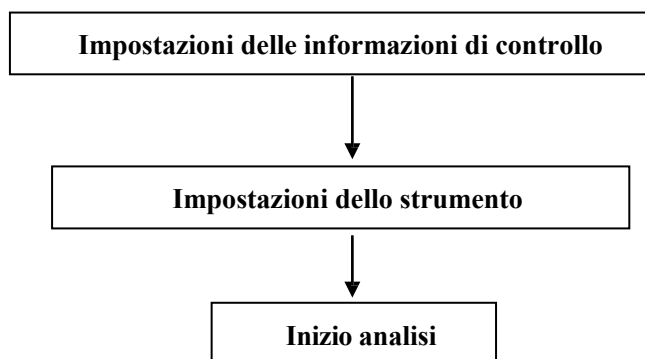 Impostazioni delle informazioni di controllo
Impostazioni dello strumento
Inizio analisi